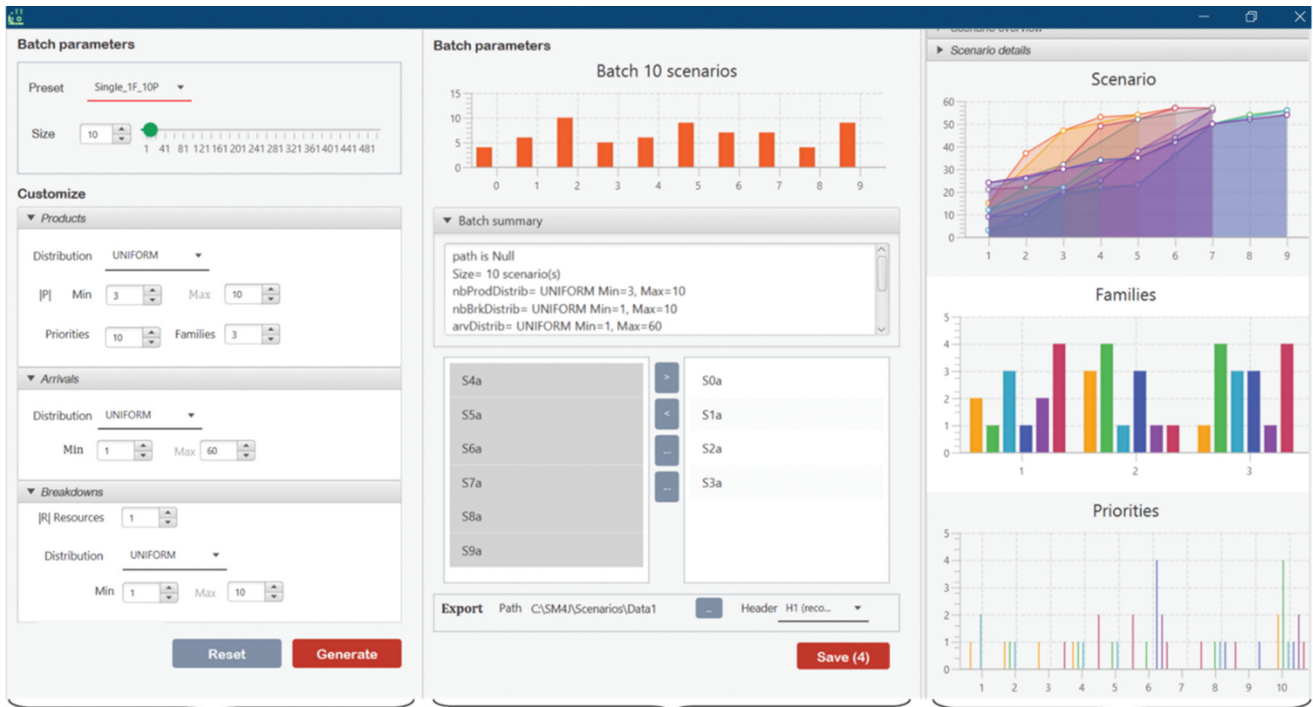 Batch parameters
Preset Single_1F_10P
Size 10
1 41 81 121 161 201 241 281 321 361 401 441 481
Customize
Products
Distribution UNIFORM
|P| Min 3 Max 10
Priorities 10 Families 3
Arrivals
Distribution UNIFORM
Min 1 Max 60
Breakdowns
|R| Resources 1
Distribution UNIFORM
Min 1 Max 10
Reset Generate
Batch parameters
Batch 10 scenarios
15
10
5
0
0 1 2 3 4 5 6 7 8 9
Batch summary
path is Null
Size= 10 scenario(s)
nbProdDistrib= UNIFORM Min=3, Max=10
nbBrkDistrib= UNIFORM Min=1, Max=10
arvDistrib= UNIFORM Min=1, Max=60
S4a
S5a
S6a
S7a
S8a
S9a
>
<
...
...
S0a
S1a
S2a
S3a
Export Path C:\SM4J\Scenarios\Data1 ... Header H1 (reco...
Save (4)
Scenario details
Scenario
60
50
40
30
20
10
0
1 2 3 4 5 6 7 8 9
Families
5
4
3
2
1
0
1 2 3
Priorities
5
4
3
2
1
0
1 2 3 4 5 6 7 8 9 10